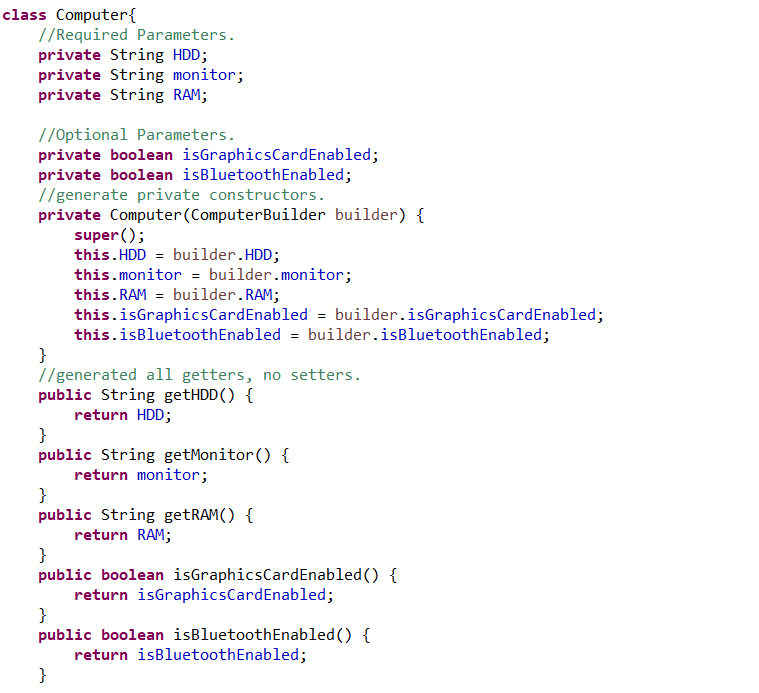 class Computer{
    //Required Parameters.
    private String HDD;
    private String monitor;
    private String RAM;

    //Optional Parameters.
    private boolean isGraphicsCardEnabled;
    private boolean isBluetoothEnabled;
    //generate private constructors.
    private Computer(ComputerBuilder builder) {
        super();
        this.HDD = builder.HDD;
        this.monitor = builder.monitor;
        this.RAM = builder.RAM;
        this.isGraphicsCardEnabled = builder.isGraphicsCardEnabled;
        this.isBluetoothEnabled = builder.isBluetoothEnabled;
    }
    //generated all getters, no setters.
    public String getHDD() {
        return HDD;
    }
    public String getMonitor() {
        return monitor;
    }
    public String getRAM() {
        return RAM;
    }
    public boolean isGraphicsCardEnabled() {
        return isGraphicsCardEnabled;
    }
    public boolean isBluetoothEnabled() {
        return isBluetoothEnabled;
    }